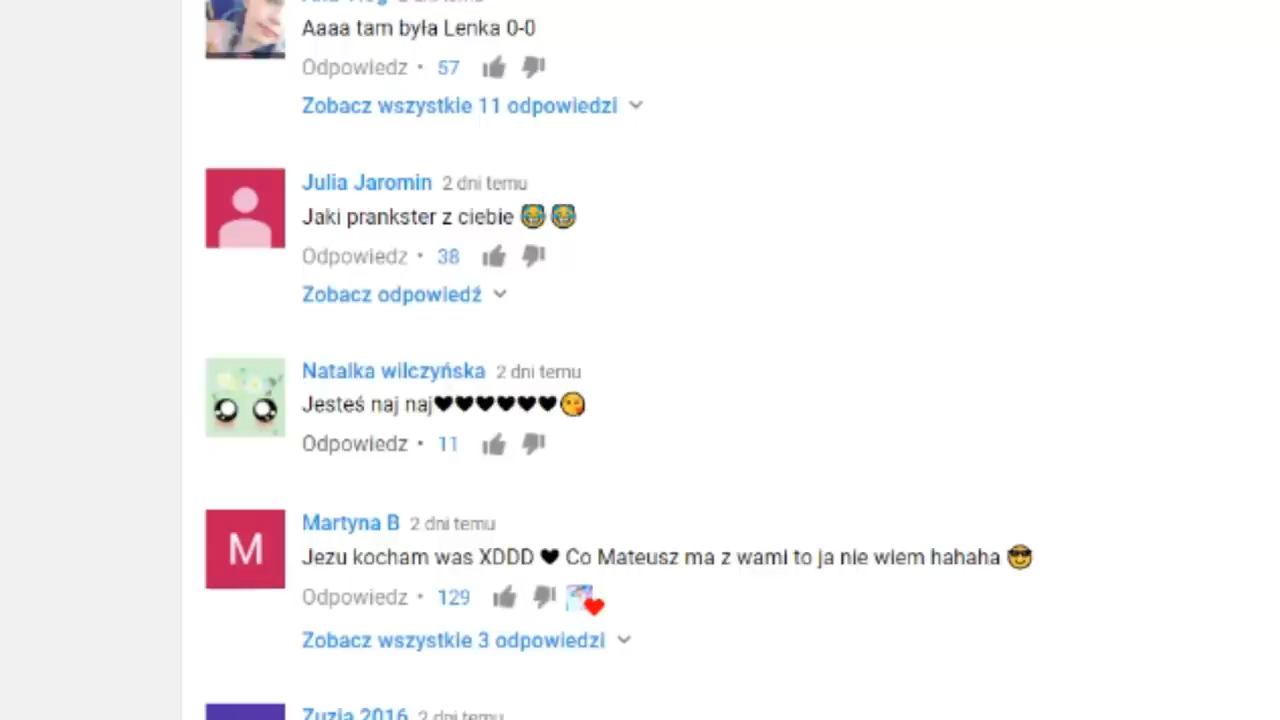 2 dni temu
Aaaa tam była Lenka 0-0
Odpowiedz • 57
Zobacz wszystkie 11 odpowiedzi
Julia Jaromin 2 dni temu
Jaki prankster z ciebie 😂😂
Odpowiedz • 38
Zobacz odpowiedź
Natalka wilczyńska 2 dni temu
Jesteś naj naj♥♥♥♥♥♥😘
Odpowiedz • 11
M
Martyna B 2 dni temu
Jezu kocham was XDDD ♥ Co Mateusz ma z wami to ja nie wiem hahaha 😎
Odpowiedz • 129
Zobacz wszystkie 3 odpowiedzi
Zuzia 2016 2 dni temu